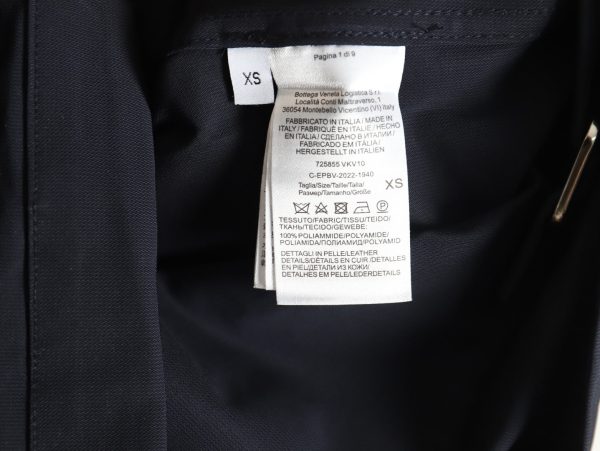 XS
Pagina 1 di 9
Bottega Veneta Logistica S.r.l.
Località Conti Maltraverso, 1
36054 Montebello Vicentino (VI) Italy
FABBRICATO IN ITALIA / MADE IN
ITALY / FABRIQUÉ EN ITALIE / HECHO
EN ITALIA / СДЕЛАНО В ИТАЛИИ /
FABRICADO EM ITÁLIA /
HERGESTELLT IN ITALIEN
725855 VKV10
C-EPBV-2022-1940
Taglia/Size/Taille/Talla/
Размер/Tamanho/Größe
XS
TESSUTO/FABRIC/TISSU/TEJIDO/
ТКАНЬ/TECIDO/GEWEBE:
100% POLIAMMIDE/POLYAMIDE/
POLIAMIDA/ПОЛИАМИД/POLYAMID
DETTAGLI IN PELLE/LEATHER
DETAILS/DÉTAILS EN CUIR /DETALLES
EN PIEL/ДЕТАЛИ ИЗ КОЖИ/
DETALHES EM PELE/LEDERDETAILS